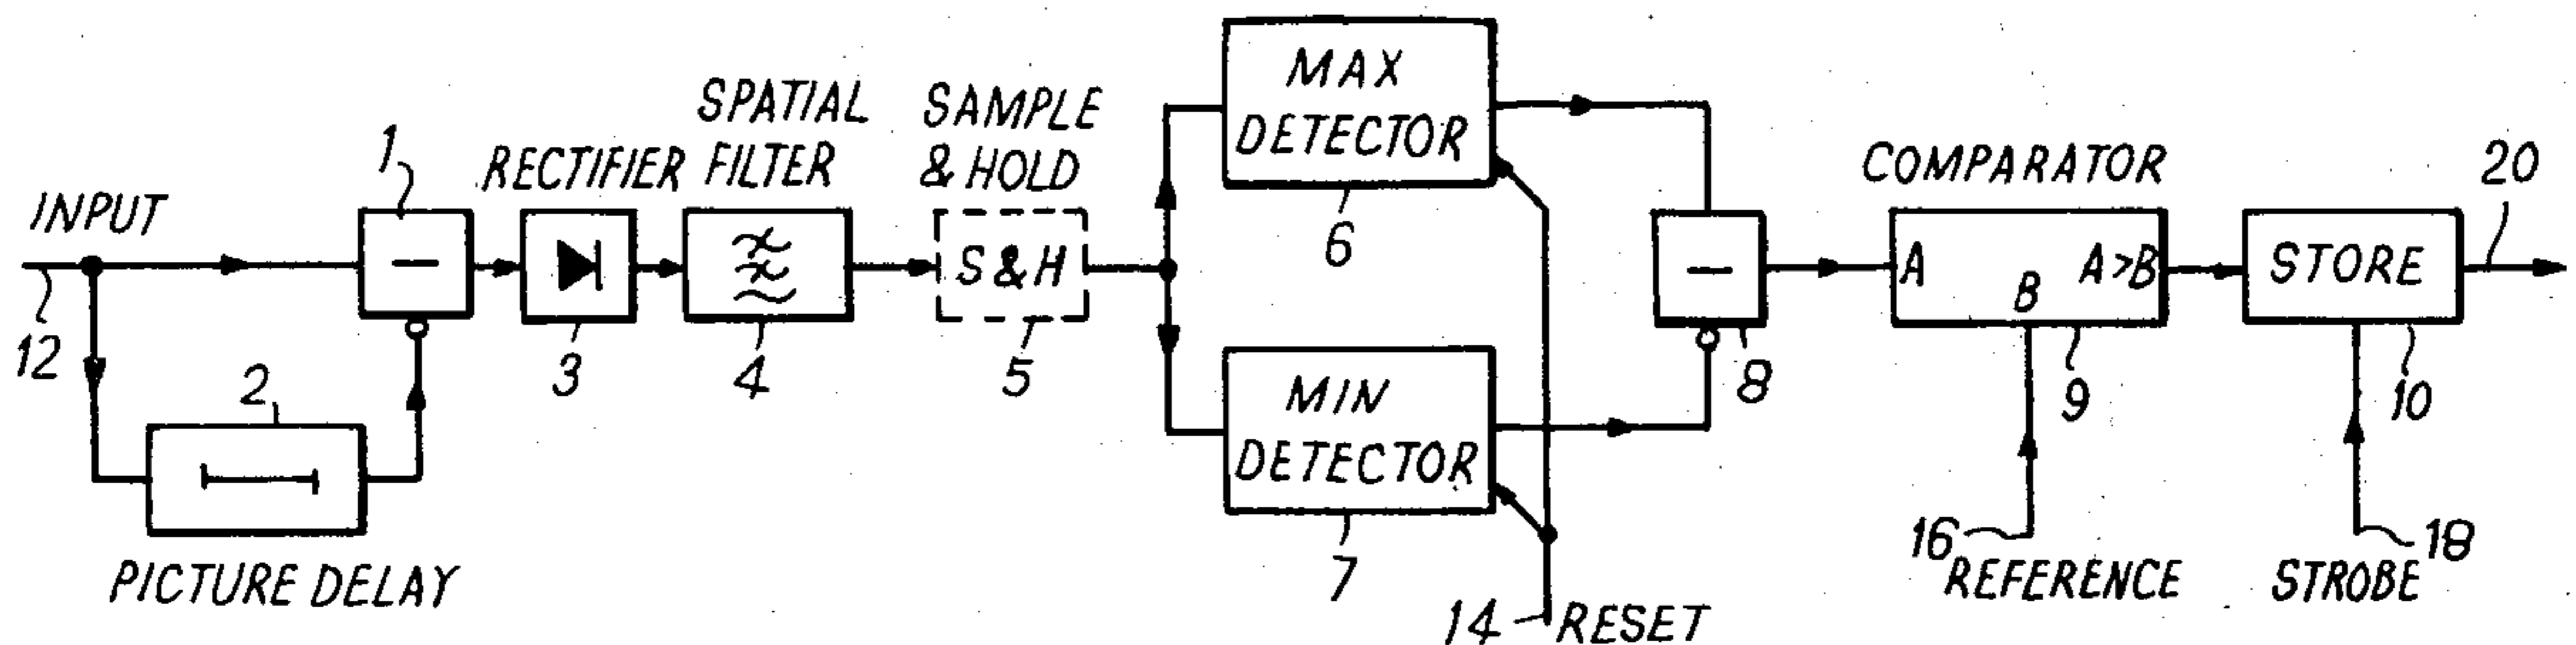 INPUT
12
PICTURE DELAY
2
1
−
RECTIFIER
3
SPATIAL
FILTER
4
SAMPLE
& HOLD
S & H
5
MAX
DETECTOR
6
MIN
DETECTOR
7
14 RESET
−
8
COMPARATOR
A B A>B
9
16 REFERENCE
STORE
10
18 STROBE
20